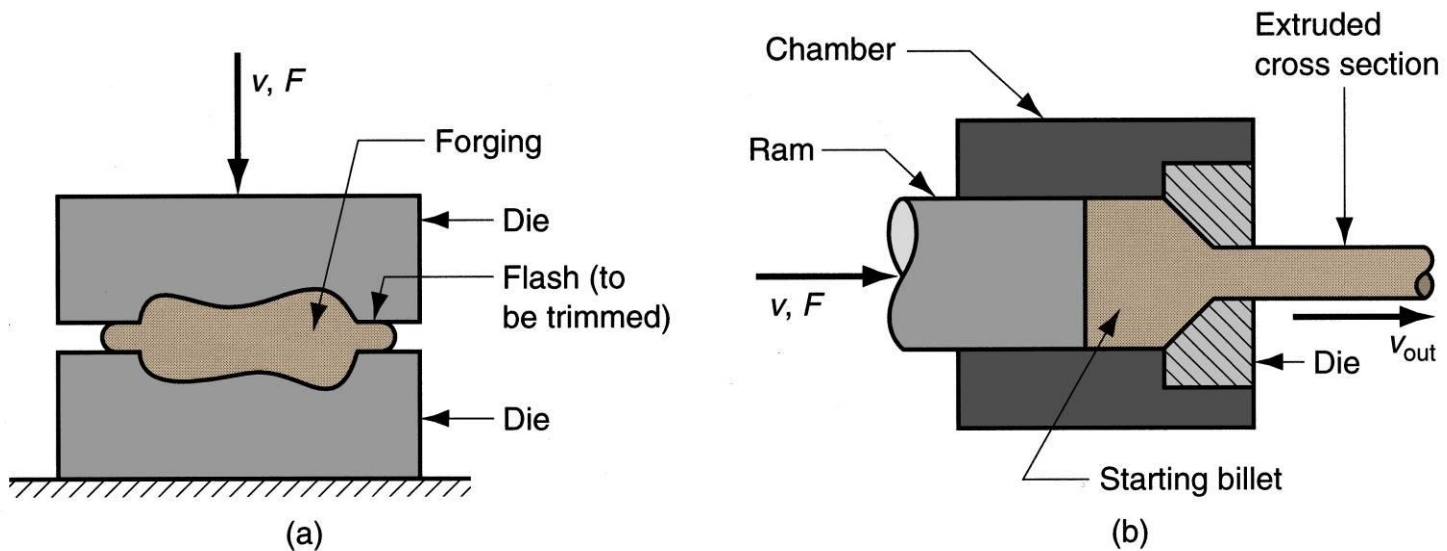 v, F
Forging
Die
Flash (to
be trimmed)
Die
(a)
Chamber
Extruded
cross section
Ram
v, F
v out
Die
Starting billet
(b)